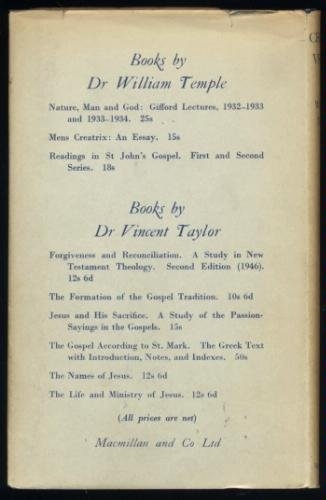 Books by
Dr William Temple
Nature, Man and God: Gifford Lectures, 1932–1933
and 1933–1934. 25s
Mens Creatrix: An Essay. 15s
Readings in St John's Gospel. First and Second
Series. 18s
Books by
Dr Vincent Taylor
Forgiveness and Reconciliation. A Study in New
Testament Theology. Second Edition (1946).
12s 6d
The Formation of the Gospel Tradition. 10s 6d
Jesus and His Sacrifice. A Study of the Passion-
Sayings in the Gospels. 15s
The Gospel According to St. Mark. The Greek Text
with Introduction, Notes, and Indexes. 50s
The Names of Jesus. 12s 6d
The Life and Ministry of Jesus. 12s 6d
(All prices are net)
Macmillan and Co Ltd